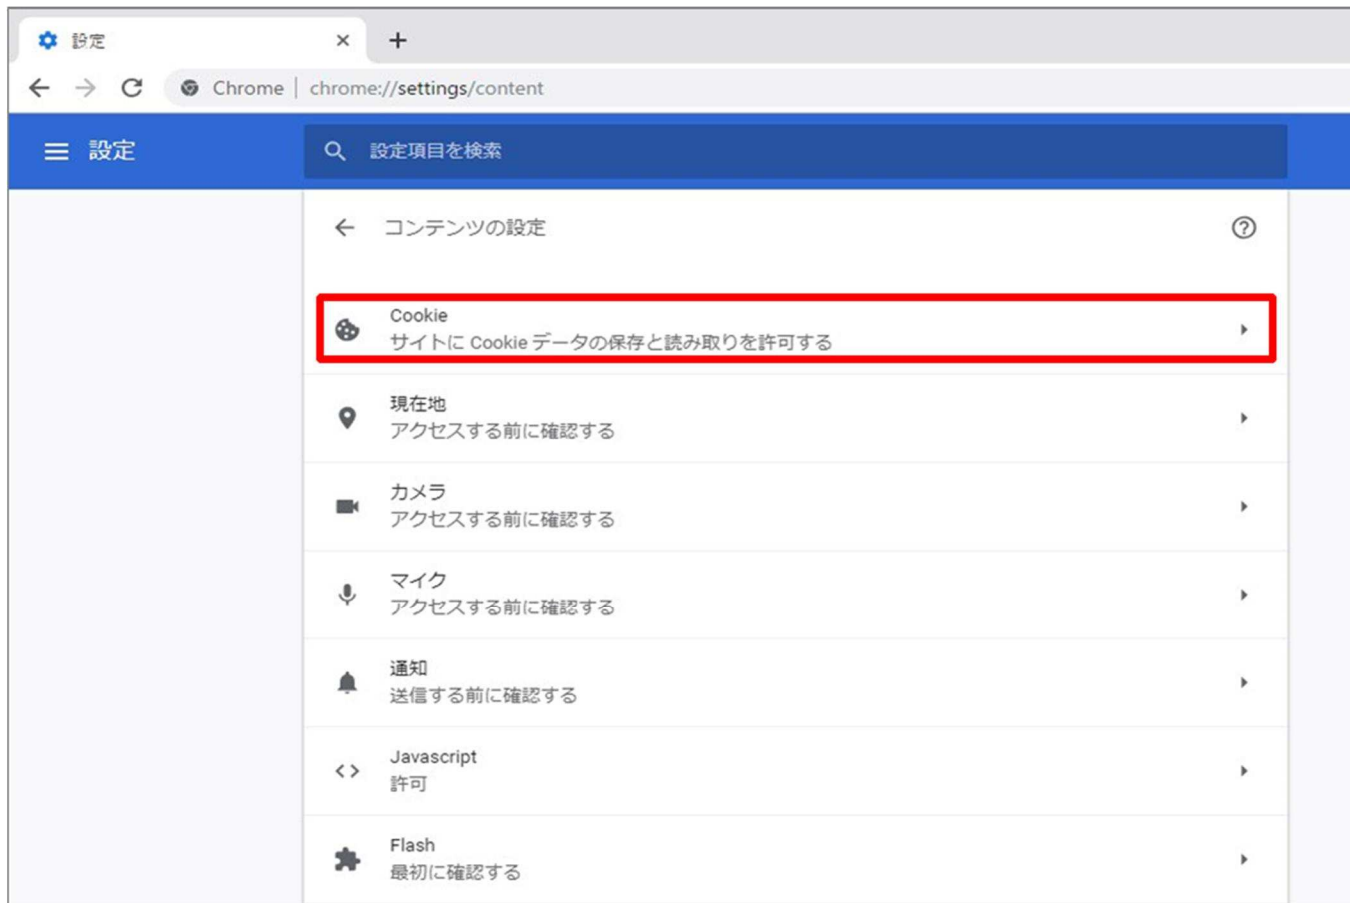 設定
Chrome | chrome://settings/content
設定
設定項目を検索
コンテンツの設定
Cookie
サイトに Cookie データの保存と読み取りを許可する
現在地
アクセスする前に確認する
カメラ
アクセスする前に確認する
マイク
アクセスする前に確認する
通知
送信する前に確認する
Javascript
許可
Flash
最初に確認する